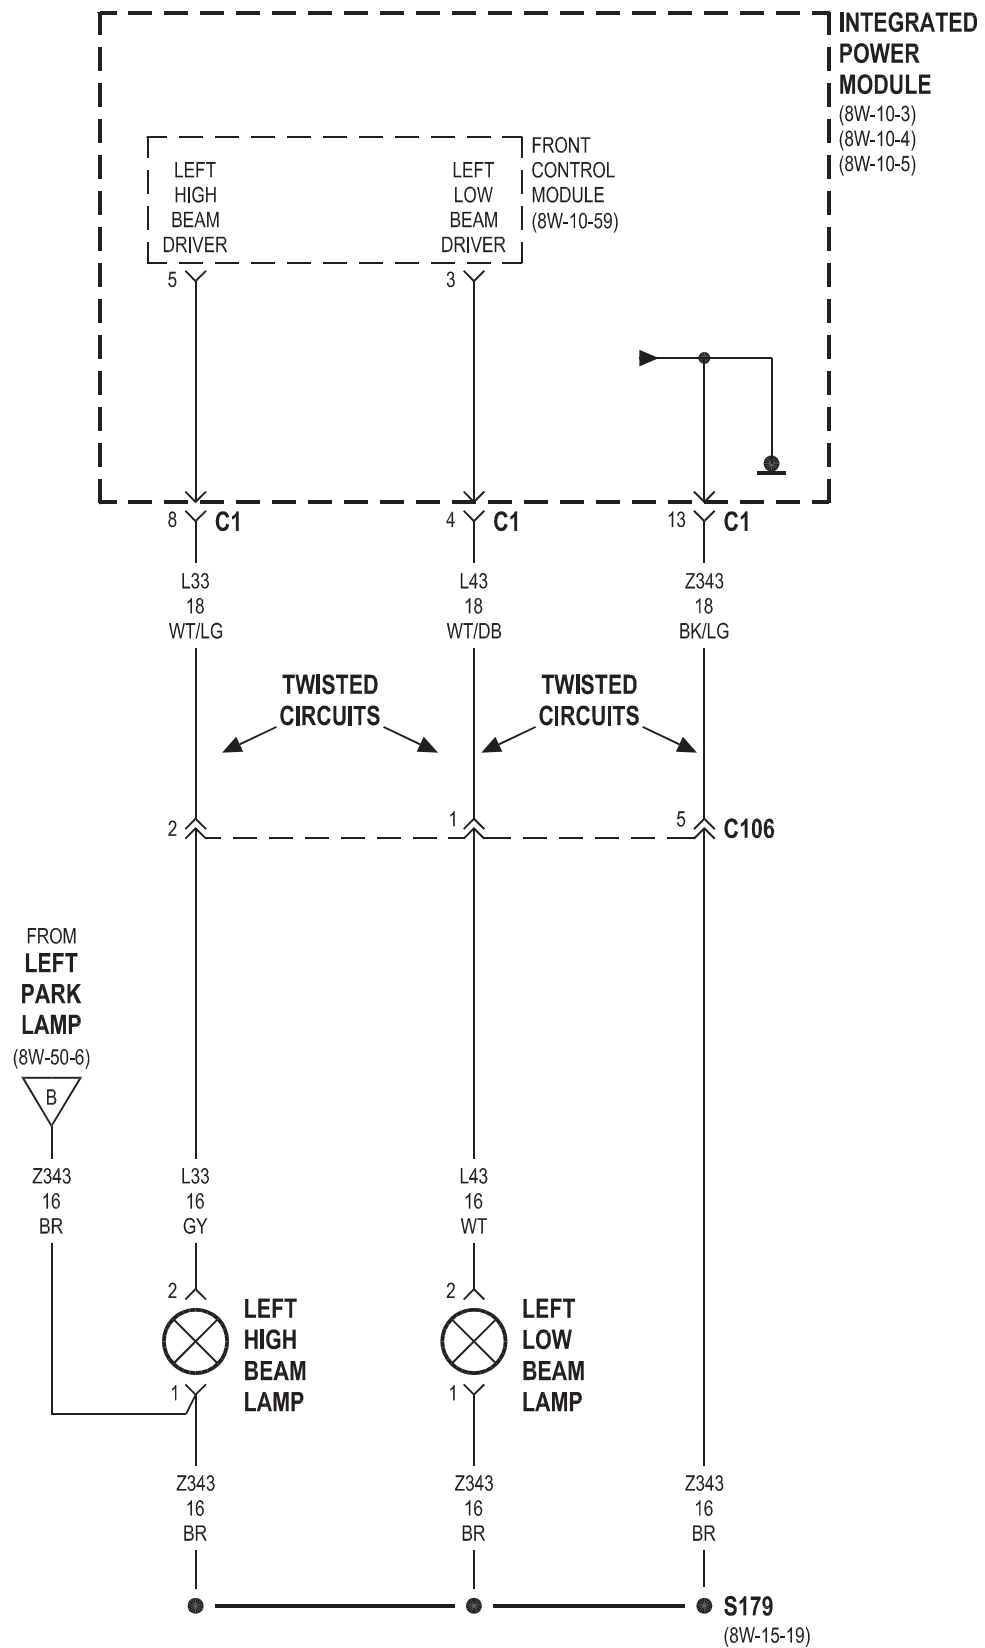 INTEGRATED
POWER
MODULE
(8W-10-3)
(8W-10-4)
(8W-10-5)
FRONT
CONTROL
MODULE
(8W-10-59)
LEFT
HIGH
BEAM
DRIVER
LEFT
LOW
BEAM
DRIVER
5
3
8
C1
4
C1
13
C1
L33
18
WT/LG
L43
18
WT/DB
Z343
18
BK/LG
TWISTED
CIRCUITS
TWISTED
CIRCUITS
2
1
5
C106
FROM
LEFT
PARK
LAMP
(8W-50-6)
B
Z343
16
BR
L33
16
GY
L43
16
WT
2
LEFT
HIGH
BEAM
LAMP
1
2
LEFT
LOW
BEAM
LAMP
1
Z343
16
BR
Z343
16
BR
Z343
16
BR
S179
(8W-15-19)